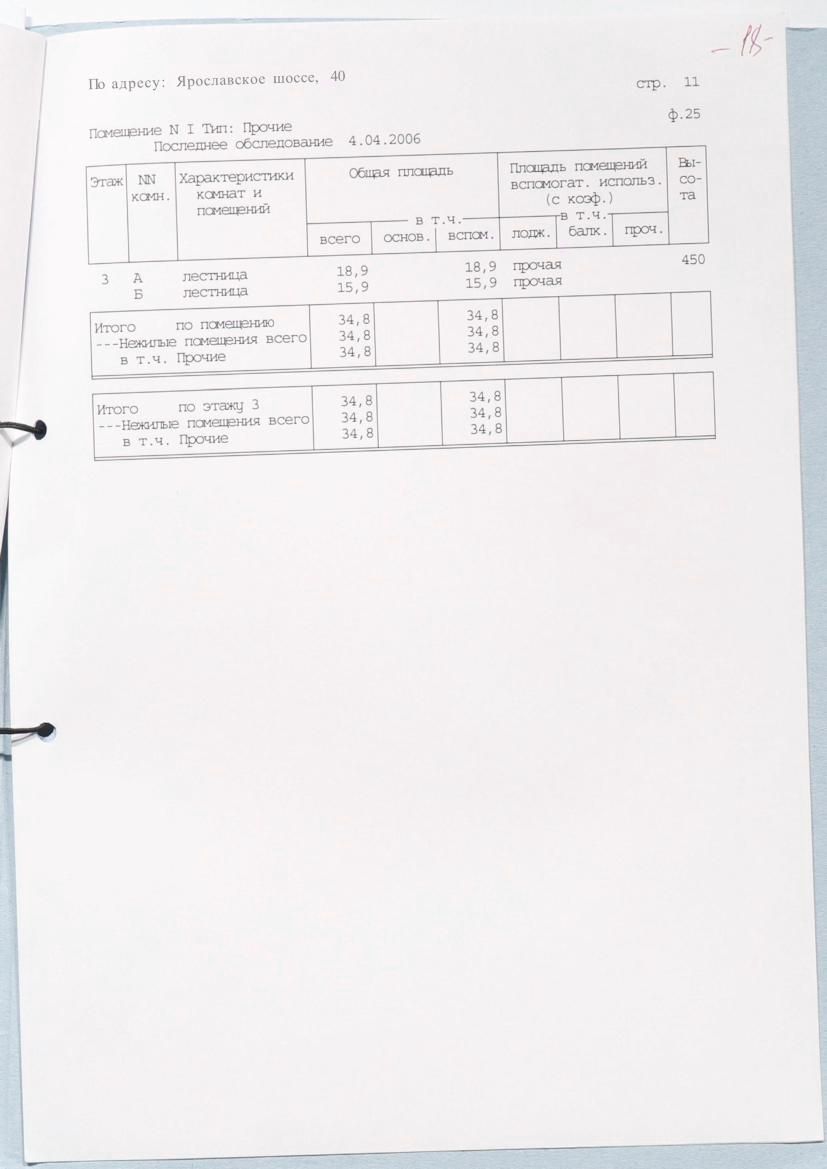 - 18 -
По адресу: Ярославское шоссе, 40
стр. 11
ф.25
Помещение N I Тип: Прочие
Последнее обследование 4.04.2006
Этаж NN Характеристики Общая площадь Площадь помещений Вы-
комн. комнат и вспомогат. использ. со-
помещений (с коэф.) та
в т.ч. в т.ч.
всего основ. вспом. лодж. балк. проч.
3 А лестница 18,9 18,9 прочая 450
Б лестница 15,9 15,9 прочая
Итого по помещению 34,8 34,8
---Нежилые помещения всего 34,8 34,8
в т.ч. Прочие 34,8 34,8
Итого по этажу 3 34,8 34,8
---Нежилые помещения всего 34,8 34,8
в т.ч. Прочие 34,8 34,8